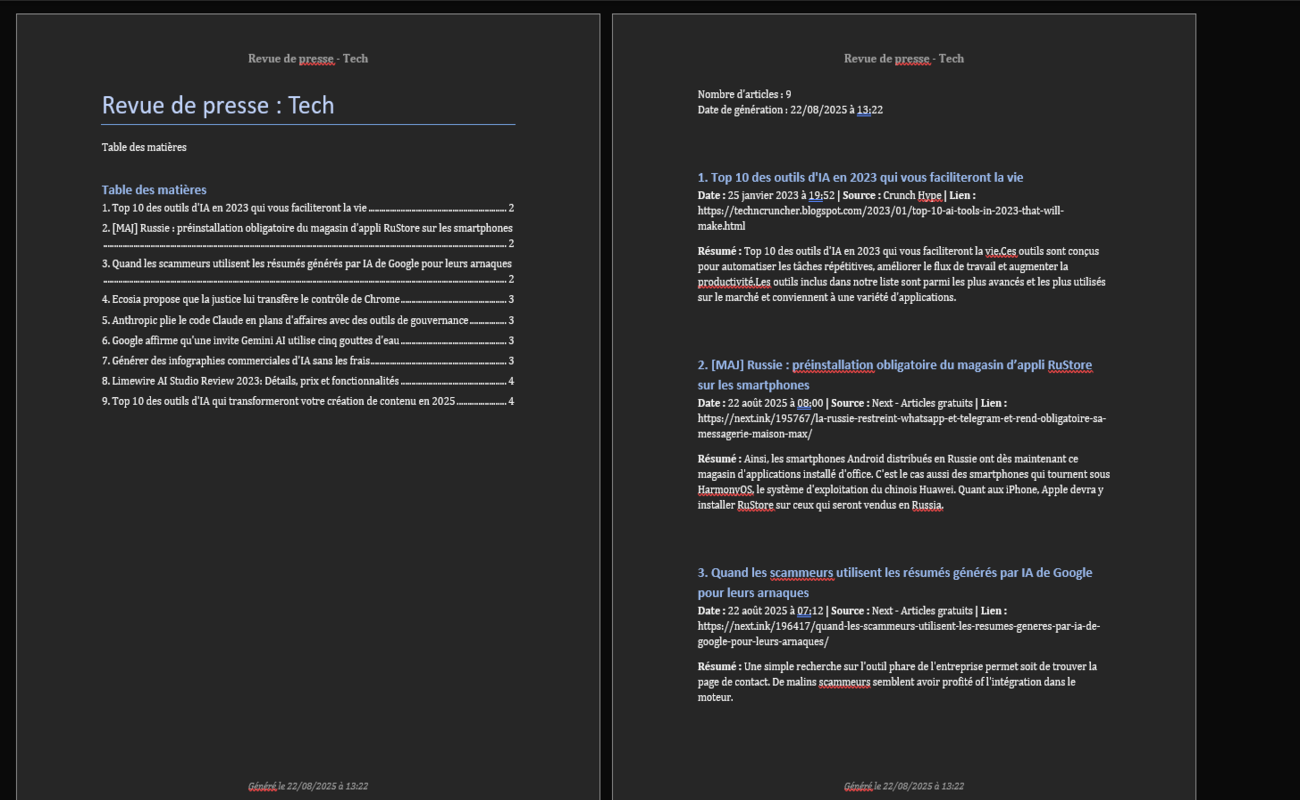 Revue de presse - Tech
Revue de presse : Tech
Table des matières
Table des matières
1. Top 10 des outils d'IA en 2023 qui vous faciliteront la vie ........ 2
2. [MAJ] Russie : préinstallation obligatoire du magasin d'appli RuStore sur les smartphones
........ 2
3. Quand les scammeurs utilisent les résumés générés par IA de Google pour leurs arnaques
........ 2
4. Ecosia propose que la justice lui transfère le contrôle de Chrome ........ 3
5. Anthropic plie le code Claude en plans d'affaires avec des outils de gouvernance ........ 3
6. Google affirme qu'une invite Gemini AI utilise cinq gouttes d'eau ........ 3
7. Générer des infographies commerciales d'IA sans les frais ........ 3
8. Limewire AI Studio Review 2023: Détails, prix et fonctionnalités ........ 4
9. Top 10 des outils d'IA qui transformeront votre création de contenu en 2025 ........ 4
Généré le 22/08/2025 à 13:22
Revue de presse - Tech
Nombre d'articles : 9
Date de génération : 22/08/2025 à 13:22
1. Top 10 des outils d'IA en 2023 qui vous faciliteront la vie
Date : 25 janvier 2023 à 19:52 | Source : Crunch Hype | Lien :
https://techncruncher.blogspot.com/2023/01/top-10-ai-tools-in-2023-that-will-
make.html
Résumé : Top 10 des outils d'IA en 2023 qui vous faciliteront la vie.Ces outils sont conçus
pour automatiser les tâches répétitives, améliorer le flux de travail et augmenter la
productivité.Les outils inclus dans notre liste sont parmi les plus avancés et les plus utilisés
sur le marché et conviennent à une variété d'applications.
2. [MAJ] Russie : préinstallation obligatoire du magasin d’appli RuStore
sur les smartphones
Date : 22 août 2025 à 08:00 | Source : Next - Articles gratuits | Lien :
https://next.ink/195767/la-russie-restreint-whatsapp-et-telegram-et-rend-obligatoire-sa-
messagerie-maison-max/
Résumé : Ainsi, les smartphones Android distribués en Russie ont dès maintenant ce
magasin d'applications installé d'office. C'est le cas aussi des smartphones qui tournent sous
HarmonyOS, le système d'exploitation du chinois Huawei. Quant aux iPhone, Apple devra y
installer RuStore sur ceux qui seront vendus en Russia.
3. Quand les scammeurs utilisent les résumés générés par IA de Google
pour leurs arnaques
Date : 22 août 2025 à 07:12 | Source : Next - Articles gratuits | Lien :
https://next.ink/196417/quand-les-scammeurs-utilisent-les-resumes-generes-par-ia-de-
google-pour-leurs-arnaques/
Résumé : Une simple recherche sur l'outil phare de l'entreprise permet soit de trouver la
page de contact. De malins scammeurs semblent avoir profité of l'intégration dans le
moteur.
Généré le 22/08/2025 à 13:22